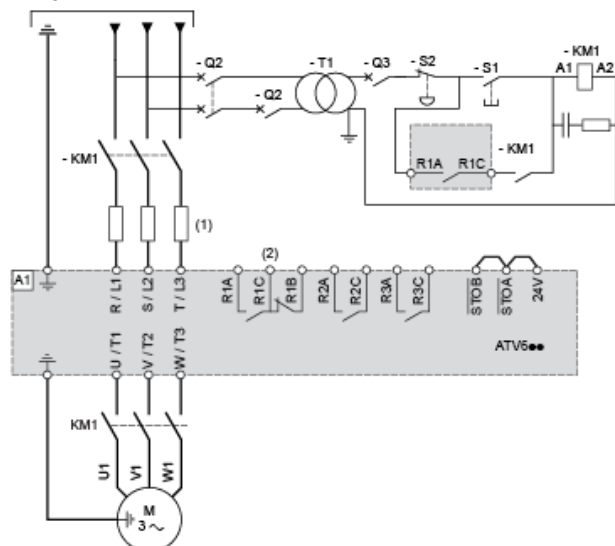 - Q2
- T1
- Q3
- S2
- S1
- KM1
A1
A2
- Q2
- KM1
R1A
R1C
- KM1
(1)
(2)
A1
R / L1
S / L2
T / L3
R1A
R1C
R1B
R2A
R2C
R3A
R3C
STOB
STOA
24V
U / T1
V / T2
W / T3
ATV6●●
KM1
U1
V1
W1
M
3 ~